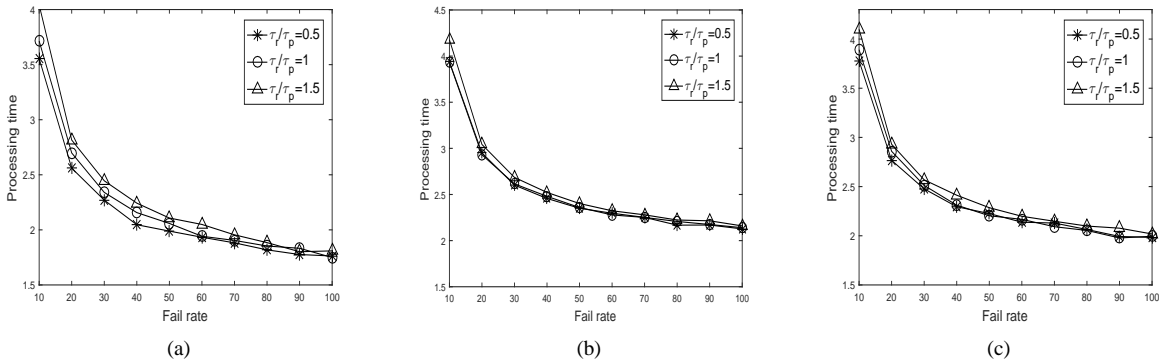 4
3.5
3
2.5
2
1.5
Processing time
10 20 30 40 50 60 70 80 90 100
Fail rate
τr/τp=0.5
τr/τp=1
τr/τp=1.5
(a)
4.5
4
3.5
3
2.5
2
1.5
Processing time
10 20 30 40 50 60 70 80 90 100
Fail rate
τr/τp=0.5
τr/τp=1
τr/τp=1.5
(b)
4
3.5
3
2.5
2
1.5
Processing time
10 20 30 40 50 60 70 80 90 100
Fail rate
τr/τp=0.5
τr/τp=1
τr/τp=1.5
(c)